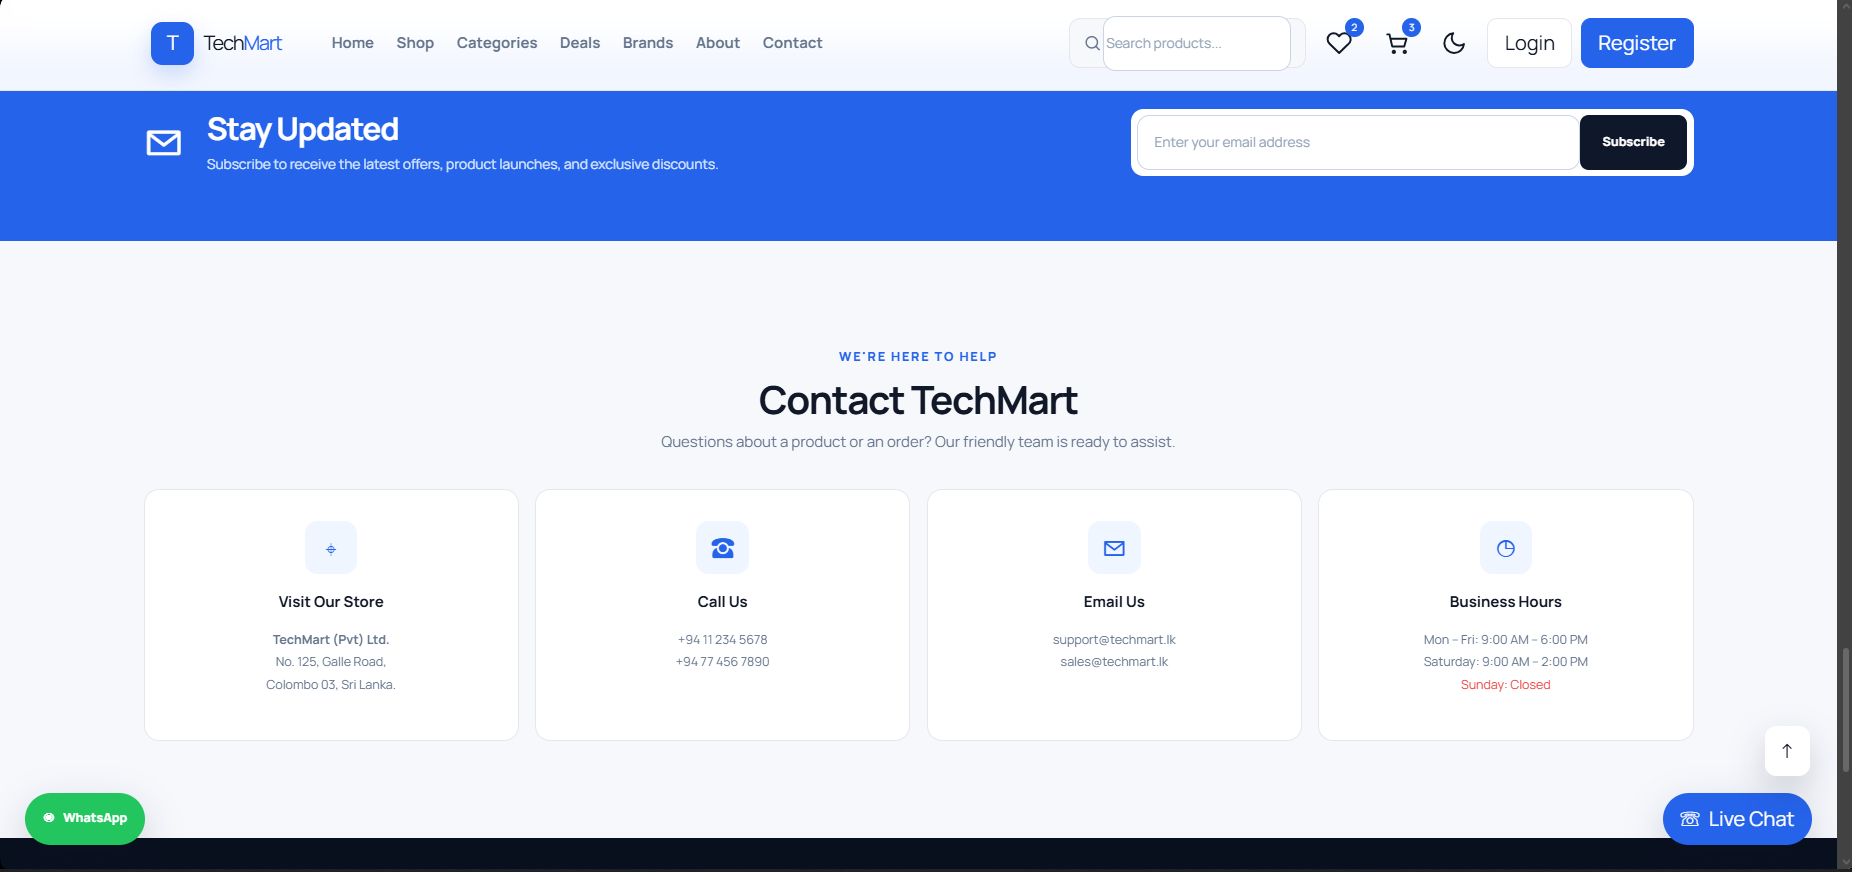 T TechMart Home Shop Categories Deals Brands About Contact Search products... 2 3 Login Register
Stay Updated
Subscribe to receive the latest offers, product launches, and exclusive discounts.
Enter your email address Subscribe
WE'RE HERE TO HELP
Contact TechMart
Questions about a product or an order? Our friendly team is ready to assist.
Visit Our Store
TechMart (Pvt) Ltd.
No. 125, Galle Road,
Colombo 03, Sri Lanka.
Call Us
+94 11 234 5678
+94 77 456 7890
Email Us
support@techmart.lk
sales@techmart.lk
Business Hours
Mon – Fri: 9:00 AM – 6:00 PM
Saturday: 9:00 AM – 2:00 PM
Sunday: Closed
WhatsApp
Live Chat